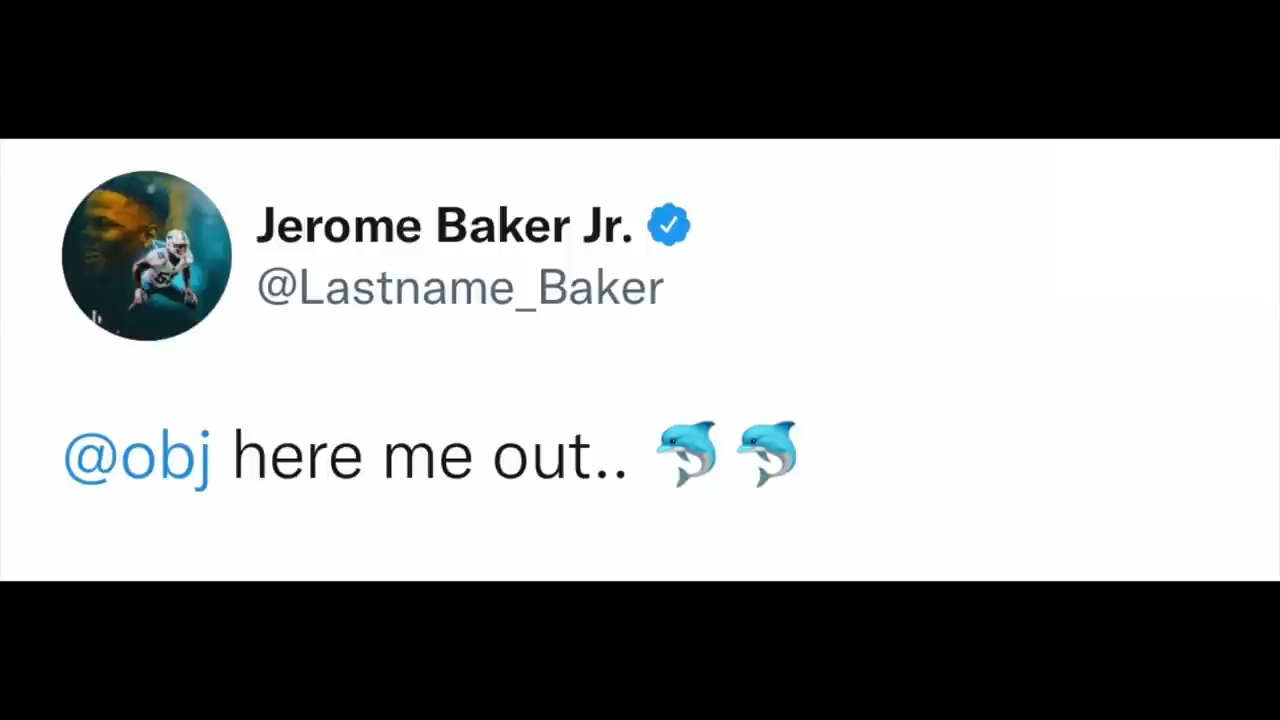 Jerome Baker Jr.
@Lastname_Baker
@obj here me out.. 🐬🐬